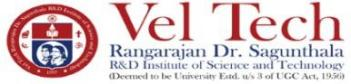 Vel Tech
Rangarajan Dr. Sagunthala
R&D Institute of Science and Technology
(Deemed to be University Estd. u/s 3 of UGC Act, 1956)